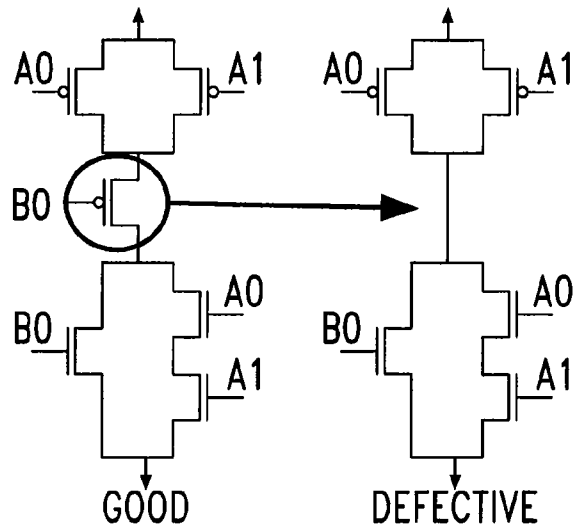 A0 A1 A0 A1
B0
A0 A0
B0 B0
A1 A1
GOOD DEFECTIVE